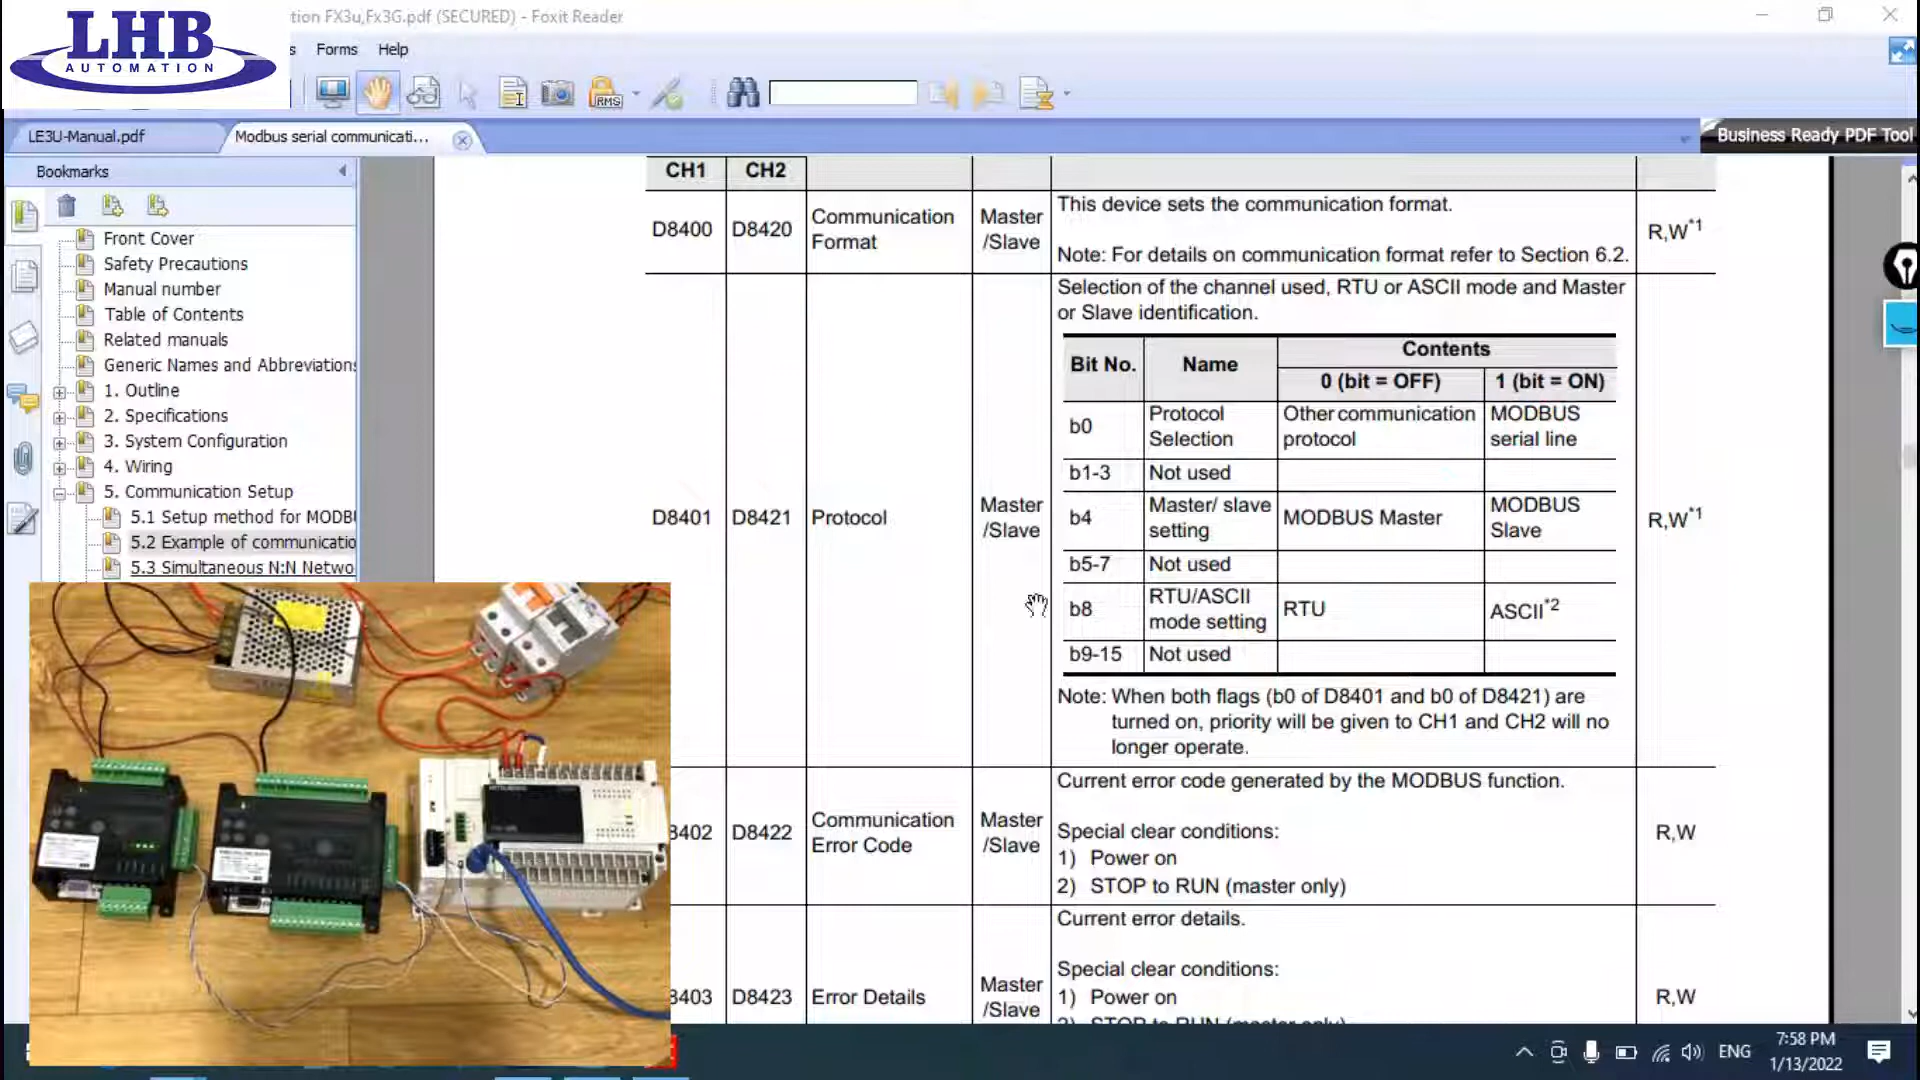 tion FX3u,Fx3G.pdf (SECURED) - Foxit Reader
LHB
AUTOMATION
s Forms Help
RMS
LE3U-Manual.pdf
Modbus serial communicati...
Business Ready PDF Tool
Bookmarks
Front Cover
Safety Precautions
Manual number
Table of Contents
Related manuals
Generic Names and Abbreviations
1. Outline
2. Specifications
3. System Configuration
4. Wiring
5. Communication Setup
5.1 Setup method for MODBU
5.2 Example of communicatio
5.3 Simultaneous N:N Netwo
CH1 CH2
D8400 D8420 Communication Format Master /Slave
This device sets the communication format.
Note: For details on communication format refer to Section 6.2.
R,W*1
D8401 D8421 Protocol Master /Slave
Selection of the channel used, RTU or ASCII mode and Master
or Slave identification.
Bit No. Name Contents
0 (bit = OFF) 1 (bit = ON)
b0 Protocol Selection Other communication protocol MODBUS serial line
b1-3 Not used
b4 Master/ slave setting MODBUS Master MODBUS Slave
b5-7 Not used
b8 RTU/ASCII mode setting RTU ASCII*2
b9-15 Not used
R,W*1
Note: When both flags (b0 of D8401 and b0 of D8421) are
turned on, priority will be given to CH1 and CH2 will no
longer operate.
8402 D8422 Communication Error Code Master /Slave
Current error code generated by the MODBUS function.
Special clear conditions:
1) Power on
2) STOP to RUN (master only)
R,W
8403 D8423 Error Details Master /Slave
Current error details.
Special clear conditions:
1) Power on
2) STOP to RUN (master only)
R,W
ENG
7:58 PM
1/13/2022